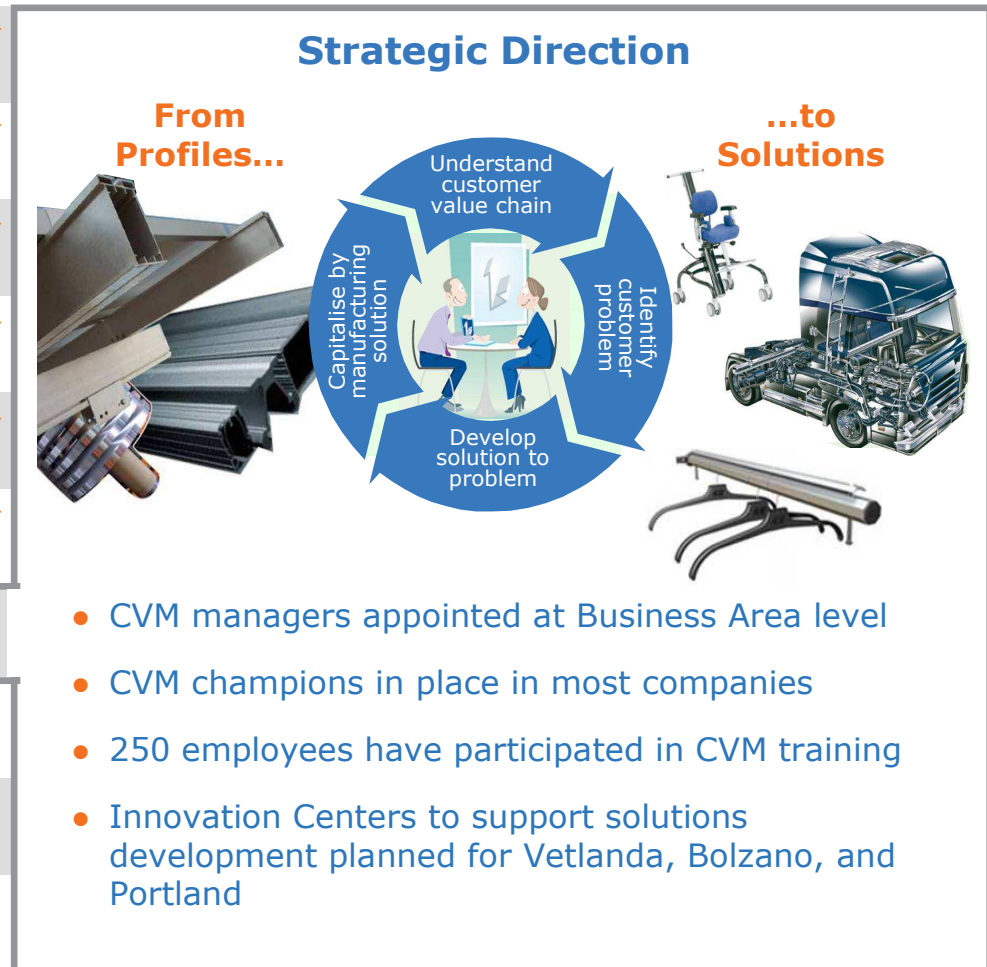 Strategic Direction
From
Profiles...
...to
Solutions
Understand
customer
value chain
Identify
customer
problem
Develop
solution to
problem
Capitalise by
manufacturing
solution
● CVM managers appointed at Business Area level
● CVM champions in place in most companies
● 250 employees have participated in CVM training
● Innovation Centers to support solutions
development planned for Vetlanda, Bolzano, and
Portland